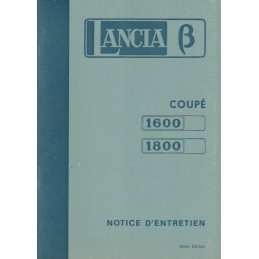 LANCIA β
COUPÉ
1600
1800
NOTICE D'ENTRETIEN